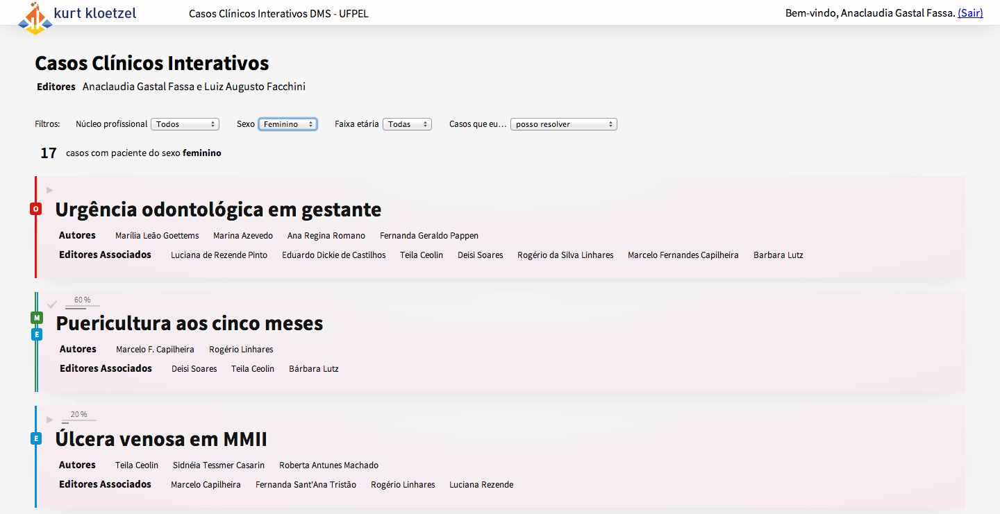 kurt kloetzel Casos Clínicos Interativos DMS - UFPEL Bem-vindo, Anaclaudia Gastal Fassa. (Sair)
Casos Clínicos Interativos
Editores Anaclaudia Gastal Fassa e Luiz Augusto Facchini
Filtros: Núcleo profissional Todos Sexo Feminino Faixa etária Todas Casos que eu... posso resolver
17 casos com paciente do sexo feminino
O Urgência odontológica em gestante
Autores Marília Leão Goettems Marina Azevedo Ana Regina Romano Fernanda Geraldo Pappen
Editores Associados Luciana de Rezende Pinto Eduardo Dickie de Castilhos Teila Ceolin Deisi Soares Rogério da Silva Linhares Marcelo Fernandes Capilheira Barbara Lutz
60 %
M
Puericultura aos cinco meses
E
Autores Marcelo F. Capilheira Rogério Linhares
Editores Associados Deisi Soares Teila Ceolin Bárbara Lutz
20 %
E Úlcera venosa em MMII
Autores Teila Ceolin Sidnéia Tessmer Casarin Roberta Antunes Machado
Editores Associados Marcelo Capilheira Fernanda Sant'Ana Tristão Rogério Linhares Luciana Rezende